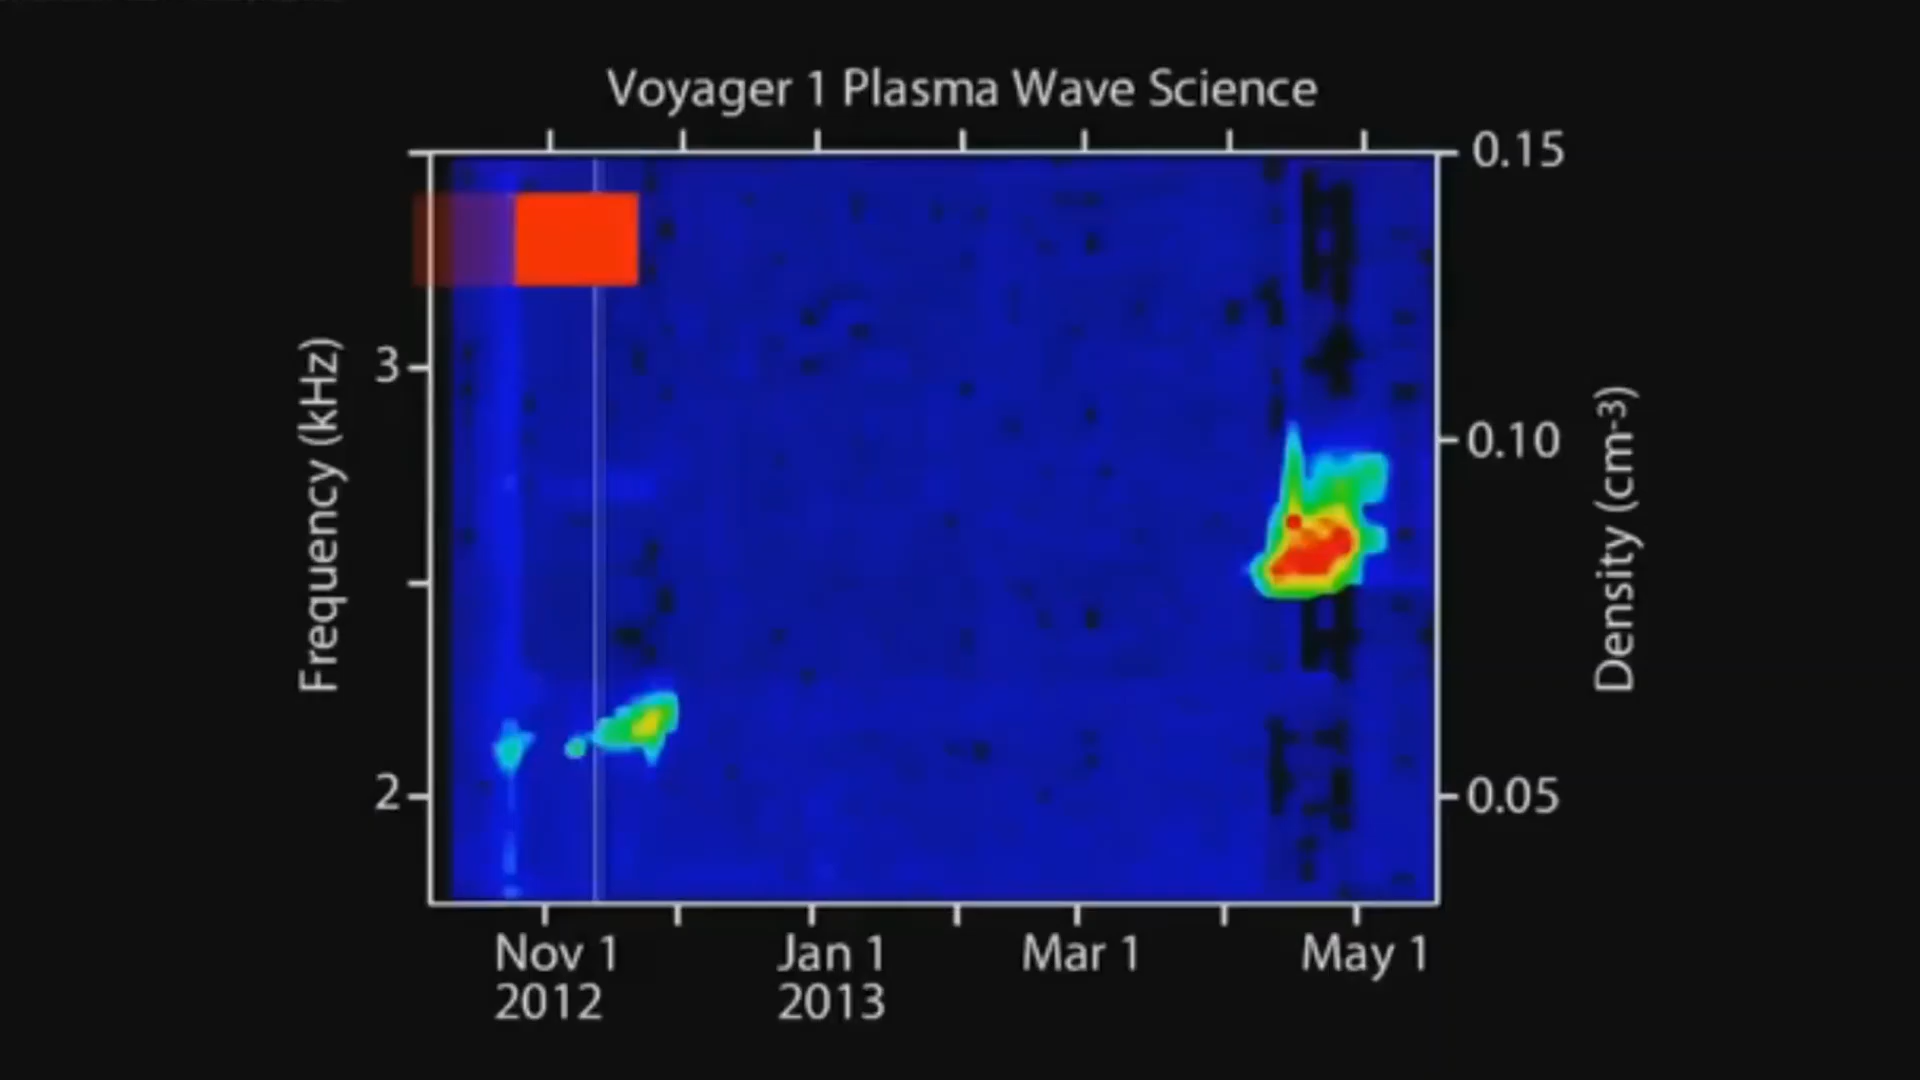 Voyager 1 Plasma Wave Science
0.15
3
0.10
2
0.05
Frequency (kHz)
Density (cm-3)
Nov 1
2012
Jan 1
2013
Mar 1
May 1